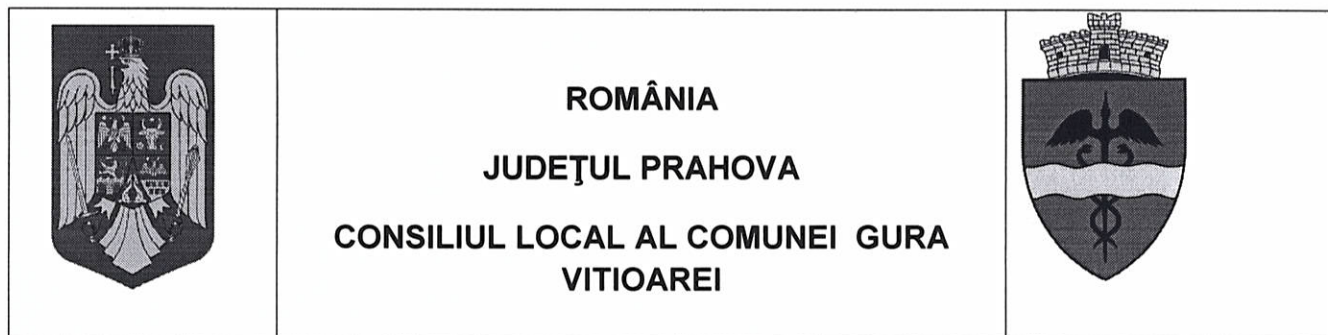 ROMÂNIA
JUDEŢUL PRAHOVA
CONSILIUL LOCAL AL COMUNEI GURA
VITIOAREI